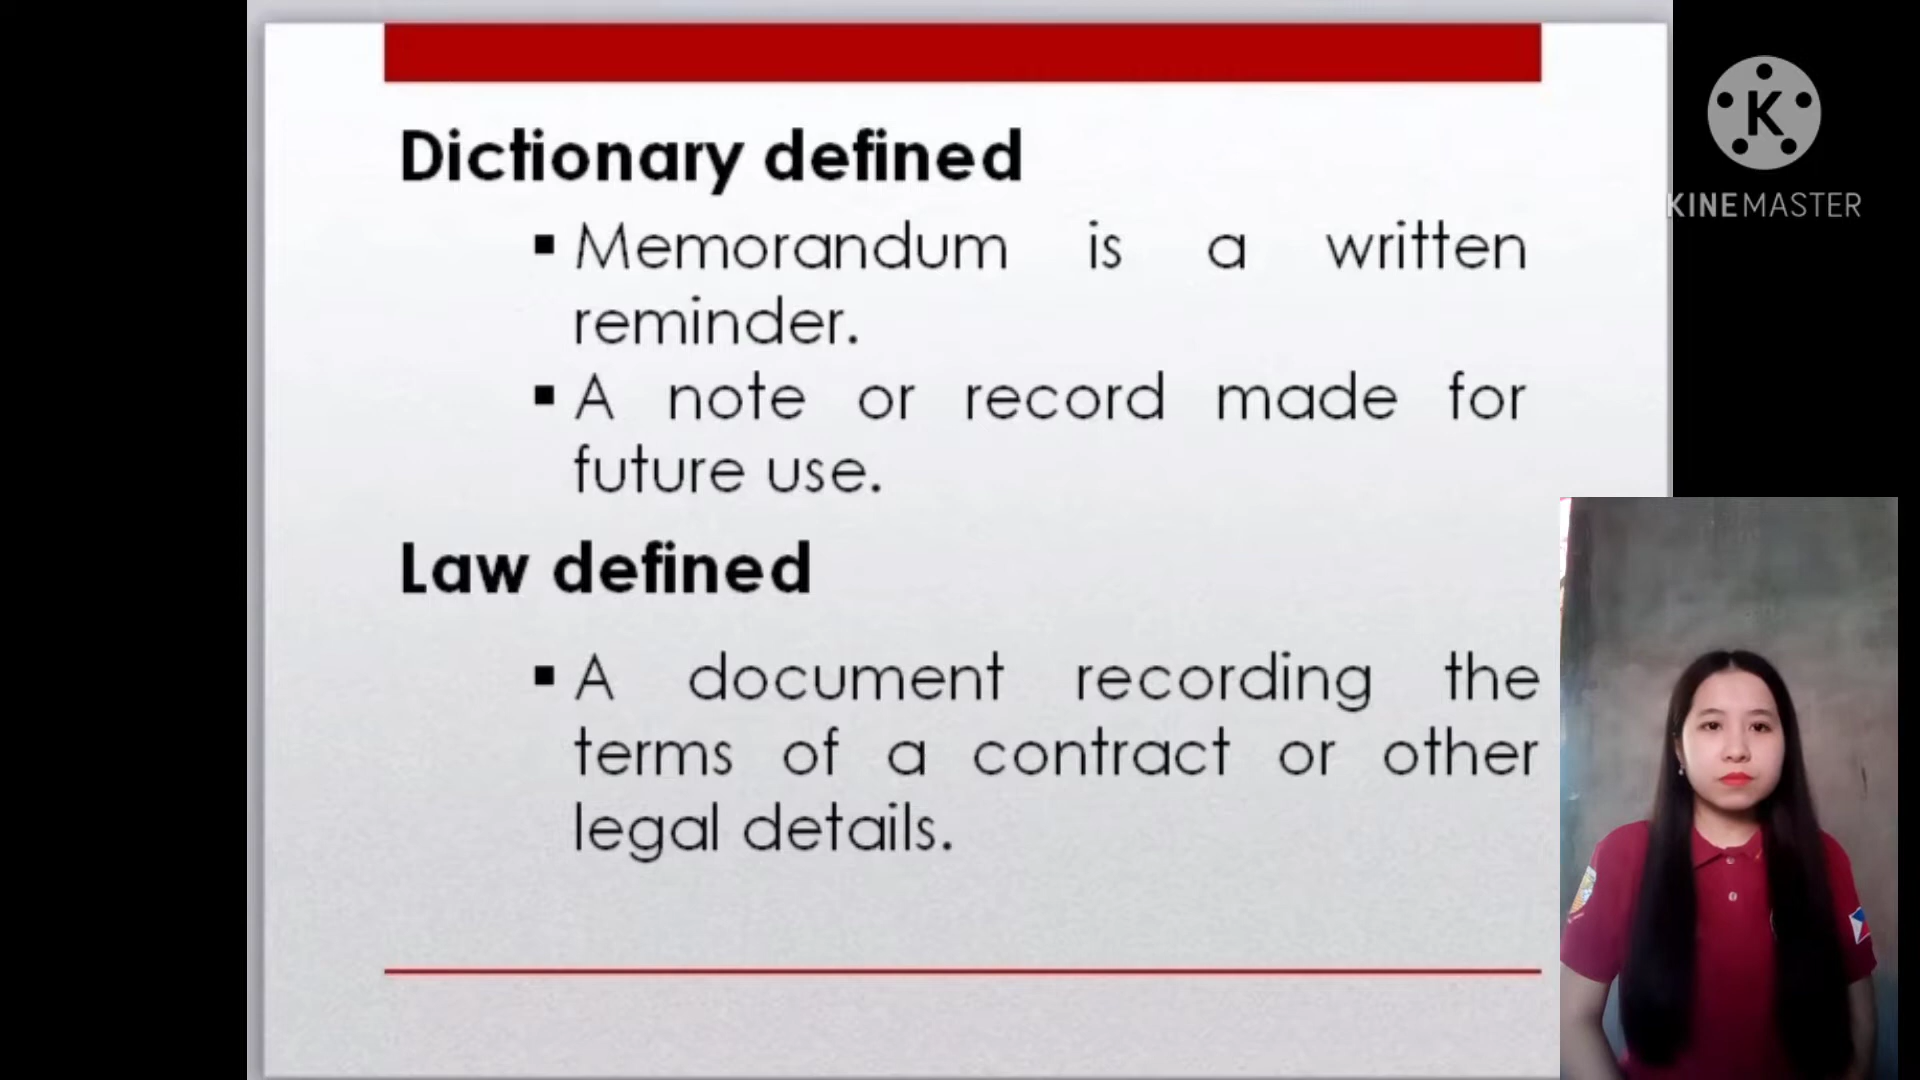 Dictionary defined
▪ Memorandum is a written
reminder.
▪ A note or record made for
future use.
Law defined
▪ A document recording the
terms of a contract or other
legal details.
K
KINEMASTER